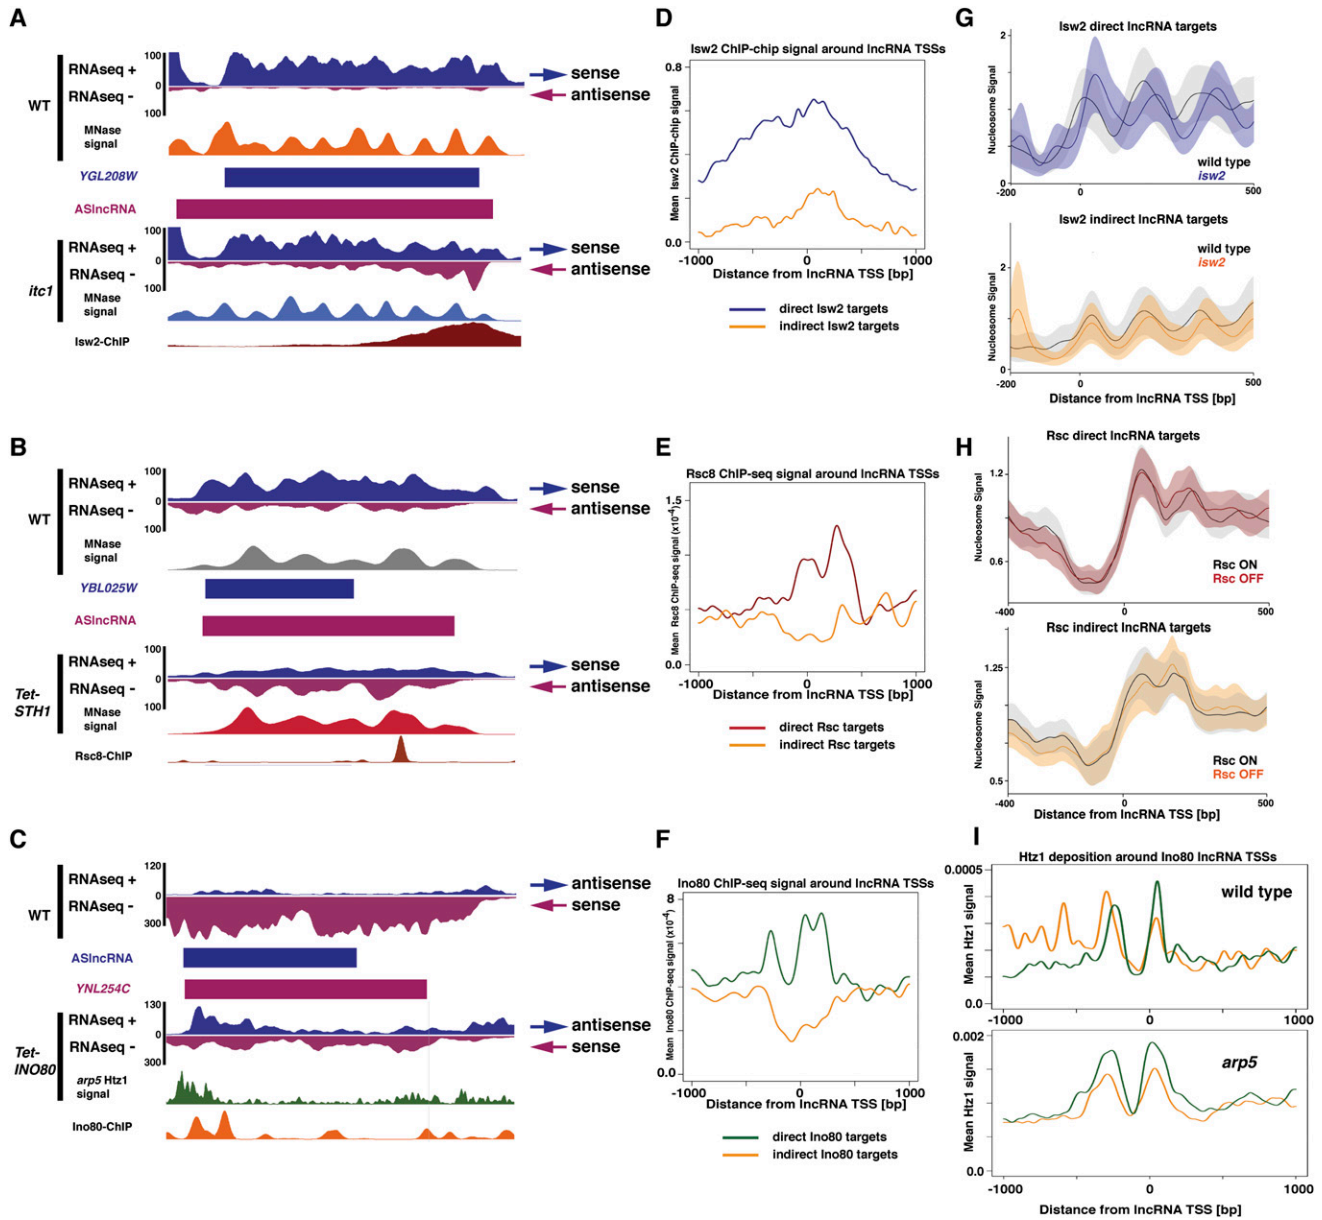 A
WT
RNAseq +
RNAseq -
100
0
100
sense
antisense
MNase
signal
YGL208W
ASlncRNA
itc1
RNAseq +
RNAseq -
100
0
100
sense
antisense
MNase
signal
Isw2-ChIP
B
WT
RNAseq +
RNAseq -
100
0
100
sense
antisense
MNase
signal
YBL025W
ASlncRNA
Tet-
STH1
RNAseq +
RNAseq -
100
0
100
sense
antisense
MNase
signal
Rsc8-ChIP
C
WT
RNAseq +
RNAseq -
120
0
300
antisense
sense
ASlncRNA
YNL254C
Tet-
INO80
RNAseq +
RNAseq -
130
0
300
antisense
sense
arp5 Htz1
signal
Ino80-ChIP
D
Isw2 ChIP-chip signal around lncRNA TSSs
Mean Isw2 ChIP-chip signal
0.8
0.0
-1000
0
1000
Distance from lncRNA TSS [bp]
direct Isw2 targets
indirect Isw2 targets
E
Rsc8 ChIP-seq signal around lncRNA TSSs
Mean Rsc8 ChIP-seq signal (x10-4)
1.5
0.0
-1000
0
1000
Distance from lncRNA TSS [bp]
direct Rsc targets
indirect Rsc targets
F
Ino80 ChIP-seq signal around lncRNA TSSs
Mean Ino80 ChIP-seq signal (x10-4)
8
0
-1000
0
1000
Distance from lncRNA TSS [bp]
direct Ino80 targets
indirect Ino80 targets
G
Isw2 direct lncRNA targets
Nucleosome Signal
2
0
-200
0
500
wild type
isw2
Isw2 indirect lncRNA targets
Nucleosome Signal
2
0
-200
0
500
wild type
isw2
Distance from lncRNA TSS [bp]
H
Rsc direct lncRNA targets
Nucleosome Signal
1.2
0.6
-400
0
500
Rsc ON
Rsc OFF
Rsc indirect lncRNA targets
Nucleosome Signal
1.25
0.5
-400
0
500
Rsc ON
Rsc OFF
Distance from lncRNA TSS [bp]
I
Htz1 deposition around Ino80 lncRNA TSSs
Mean Htz1 signal
0.0005
0.0
-1000
0
1000
wild type
Mean Htz1 signal
0.002
0.0
-1000
0
1000
arp5
Distance from lncRNA TSS [bp]